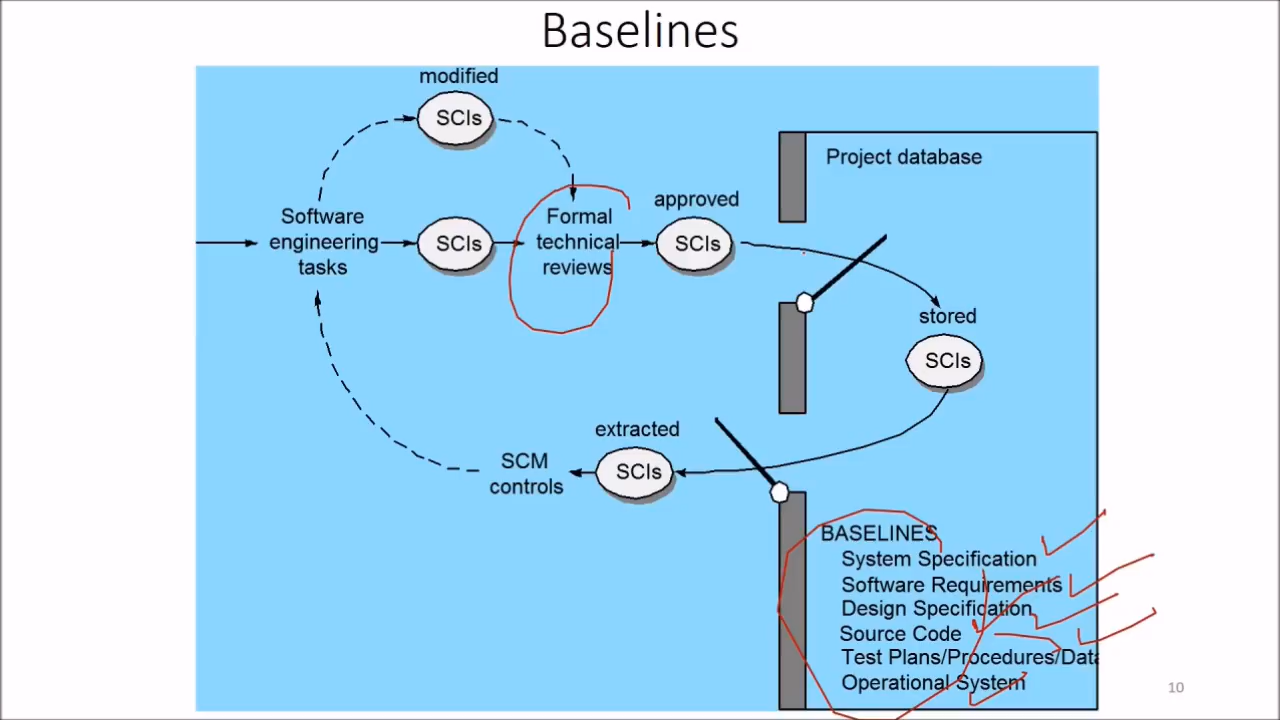 Baselines
modified
SCIs
Project database
approved
Software
engineering
tasks
SCIs
Formal
technical
reviews
SCIs
stored
SCIs
extracted
SCIs
SCM
controls
BASELINES
System Specification
Software Requirements
Design Specification
Source Code
Test Plans/Procedures/Data
Operational System
10